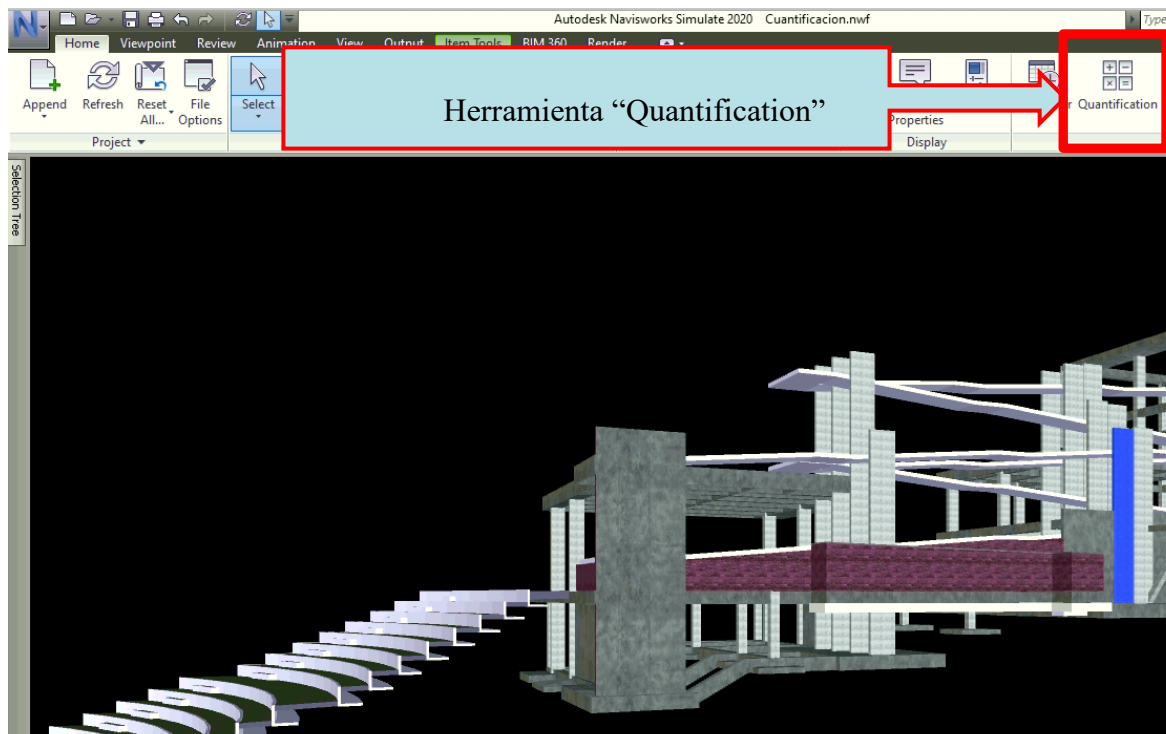 Autodesk Navisworks Simulate 2020 Cuantificacion.nwf
Type
Home Viewpoint Review Animation View Output Item Tools BIM 360 Render
Append Refresh Reset All... File Options Select
Herramienta “Quantification”
Quantification
Properties
Project Display
Selection Tree